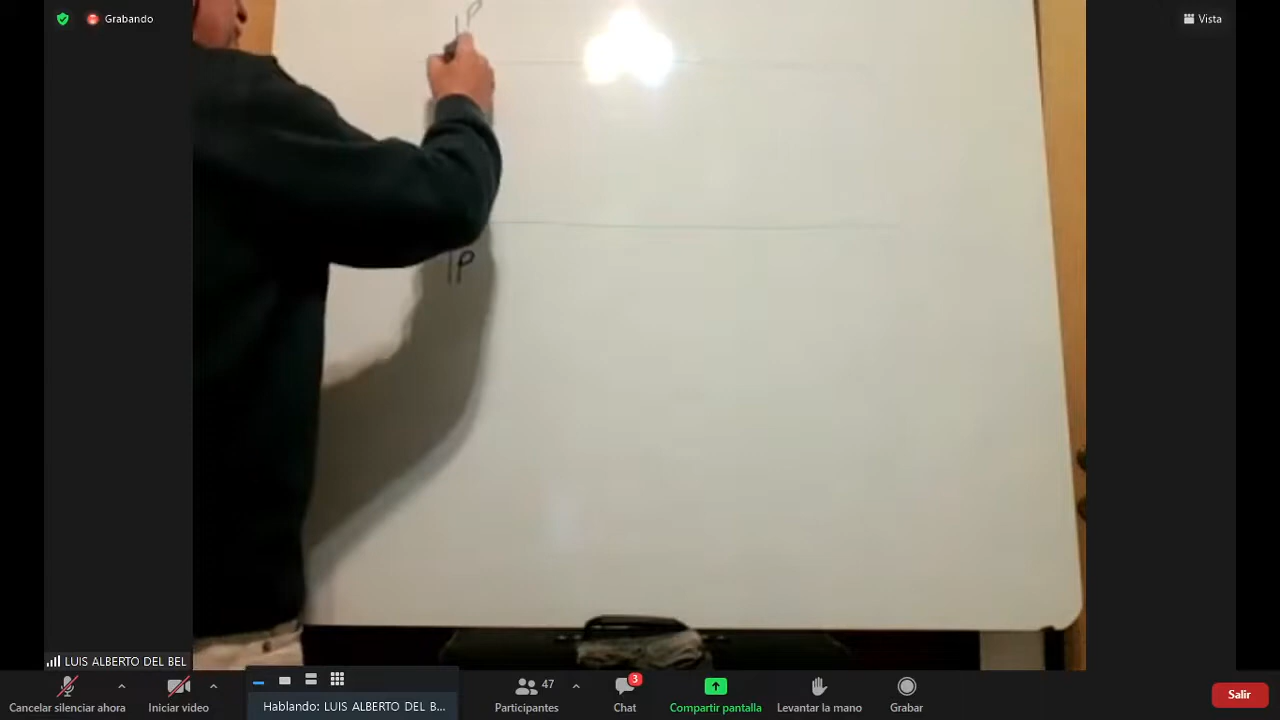 Grabando
Vista
P
P
LUIS ALBERTO DEL BEL
Hablando: LUIS ALBERTO DEL B...
47
3
Cancelar silenciar ahora
Iniciar video
Participantes
Chat
Compartir pantalla
Levantar la mano
Grabar
Salir